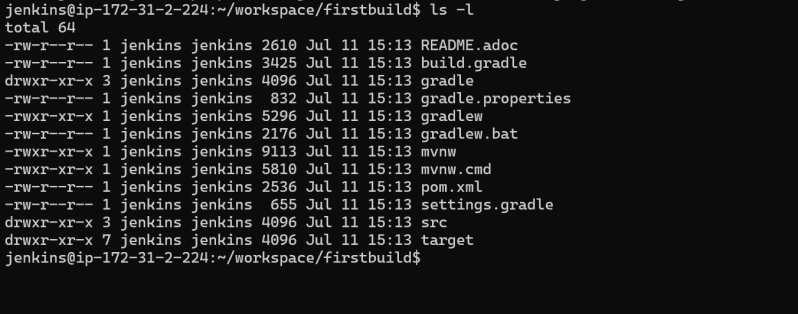 jenkins@ip-172-31-2-224:~/workspace/firstbuild$ ls -l
total 64
-rw-r--r-- 1 jenkins jenkins 2610 Jul 11 15:13 README.adoc
-rw-r--r-- 1 jenkins jenkins 3425 Jul 11 15:13 build.gradle
drwxr-xr-x 3 jenkins jenkins 4096 Jul 11 15:13 gradle
-rw-r--r-- 1 jenkins jenkins  832 Jul 11 15:13 gradle.properties
-rwxr-xr-x 1 jenkins jenkins 5296 Jul 11 15:13 gradlew
-rw-r--r-- 1 jenkins jenkins 2176 Jul 11 15:13 gradlew.bat
-rwxr-xr-x 1 jenkins jenkins 9113 Jul 11 15:13 mvnw
-rwxr-xr-x 1 jenkins jenkins 5810 Jul 11 15:13 mvnw.cmd
-rw-r--r-- 1 jenkins jenkins 2536 Jul 11 15:13 pom.xml
-rw-r--r-- 1 jenkins jenkins  655 Jul 11 15:13 settings.gradle
drwxr-xr-x 3 jenkins jenkins 4096 Jul 11 15:13 src
drwxr-xr-x 7 jenkins jenkins 4096 Jul 11 15:13 target
jenkins@ip-172-31-2-224:~/workspace/firstbuild$